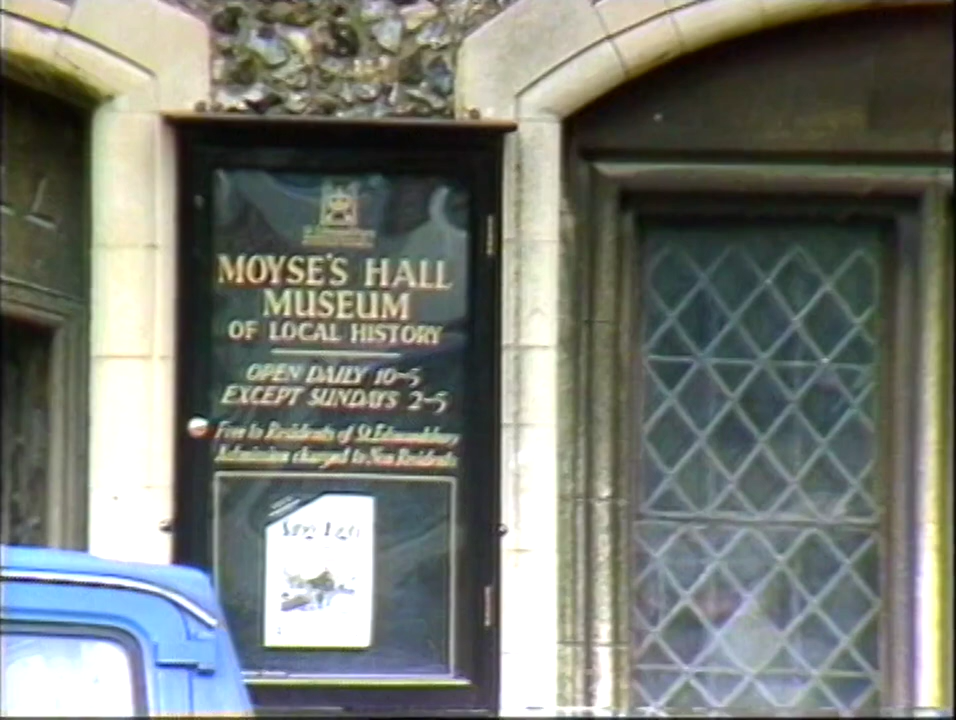 MOYSE'S HALL
MUSEUM
OF LOCAL HISTORY
OPEN DAILY 10-5
EXCEPT SUNDAYS 2-5
Free to Residents of St Edmundsbury
Admission charged to Non Residents